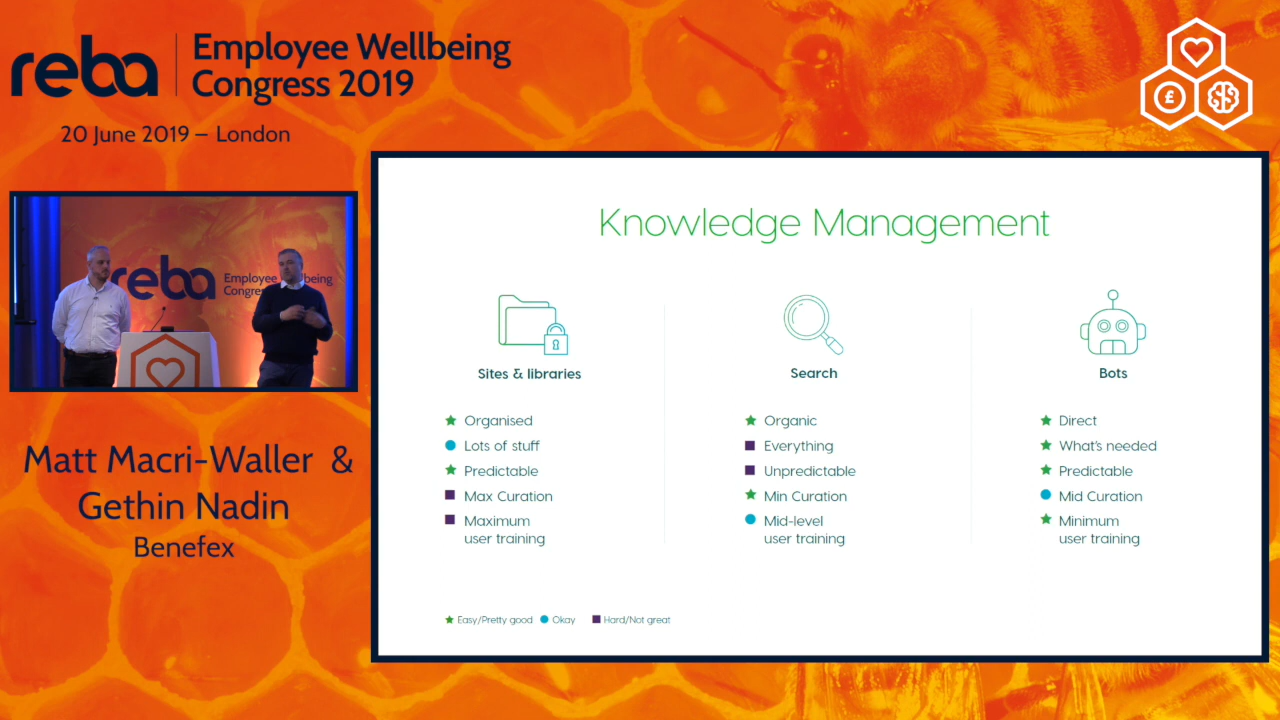 reba
Employee Wellbeing
Congress 2019
20 June 2019 – London
£
reba
Employee
being
Congre
Matt Macri-Waller &
Gethin Nadin
Benefex
Knowledge Management
Sites & libraries
Organised
Lots of stuff
Predictable
Max Curation
Maximum
user training
Search
Organic
Everything
Unpredictable
Min Curation
Mid-level
user training
Bots
Direct
What's needed
Predictable
Mid Curation
Minimum
user training
Easy/Pretty good
Okay
Hard/Not great